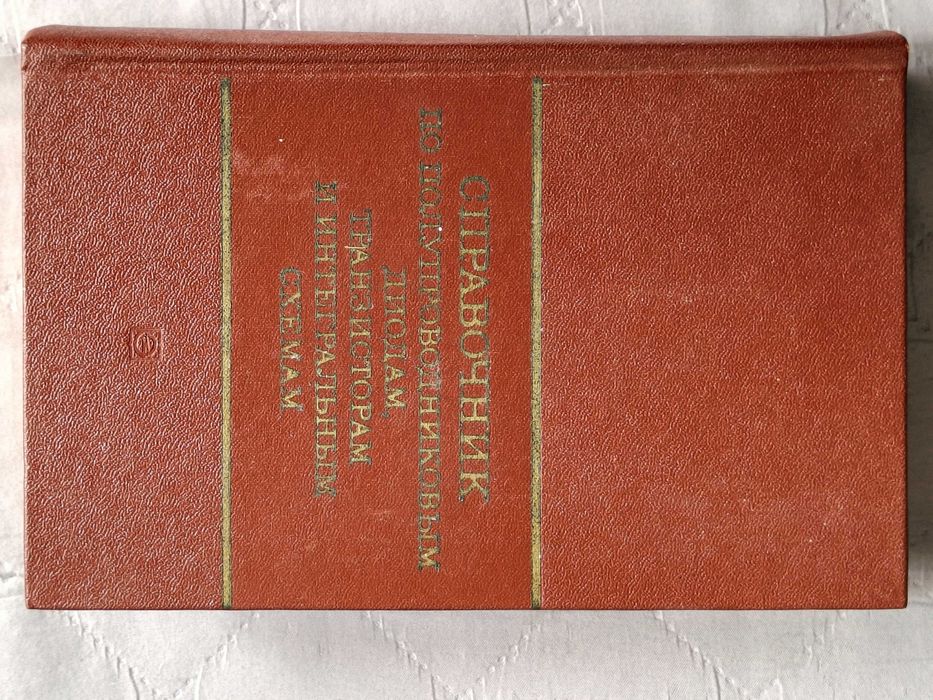 СПРАВОЧНИК
ПО ПОЛУПРОВОДНИКОВЫМ
ДИОДАМ,
ТРАНЗИСТОРАМ
И ИНТЕГРАЛЬНЫМ
СХЕМАМ